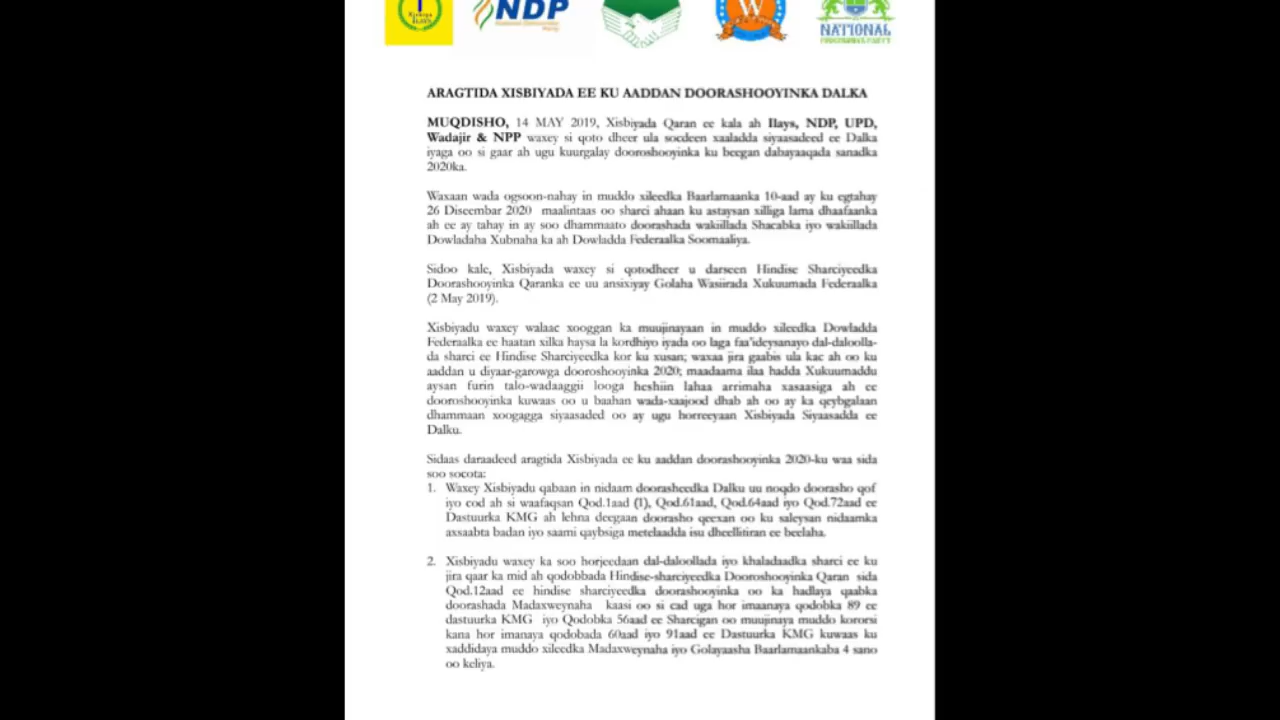 Xisbiga
ILAYS
NDP
National Democratic
Party
W
NATIONAL
PROGRESSIVE PARTY
ARAGTIDA XISBIYADA EE KU AADDAN DOORASHOOYINKA DALKA
MUQDISHO, 14 MAY 2019, Xisbiyada Qaran ee kala ah Ilays, NDP, UPD,
Wadajir & NPP waxey si qoto dheer ula socdeen xaaladda siyaasadeed ee Dalka
iyaga oo si gaar ah ugu kuurgalay dooroshooyinka ku beegan dabayaaqada sanadka
2020ka.
Waxaan wada ogsoon-nahay in muddo xileedka Baarlamaanka 10-aad ay ku egtahay
26 Diseembar 2020 maalintaas oo sharci ahaan ku astaysan xilliga lama dhaafaanka
ah ee ay tahay in ay soo dhammaato doorashada wakiillada Shacabka iyo wakiillada
Dowladaha Xubnaha ka ah Dowladda Federaalka Soomaaliya.
Sidoo kale, Xisbiyada waxey si qotodheer u darseen Hindise Sharciyeedka
Doorashooyinka Qaranka ee uu ansixiyay Golaha Wasiirada Xukuumada Federaalka
(2 May 2019).
Xisbiyadu waxey walaac xooggan ka muujinayaan in muddo xileedka Dowladda
Federaalka ee haatan xilka haysa la kordhiyo iyada oo laga faa'ideysanayo dal-daloolla-
da sharci ee Hindise Sharciyeedka kor ku xusan; waxaa jira gaabis ula kac ah oo ku
aaddan u diyaar-garowga dooroshooyinka 2020; maadaama ilaa hadda Xukuumaddu
aysan furin talo-wadaaggii looga heshiin lahaa arrimaha xasaasiga ah ee
dooroshooyinka kuwaas oo u baahan wada-xaajood dhab ah oo ay ka qeybgalaan
dhammaan xoogagga siyaasaded oo ay ugu horreeyaan Xisbiyada Siyaasadda ee
Dalku.
Sidaas daraadeed aragtida Xisbiyada ee ku aaddan doorashooyinka 2020-ku waa sida
soo socota:
1. Waxey Xisbiyadu qabaan in nidaam doorasheedka Dalku uu noqdo doorasho qof
iyo cod ah si waafaqsan Qod.1aad (1), Qod.61aad, Qod.64aad iyo Qod.72aad ee
Dastuurka KMG ah lehna deegaan doorasho qeexan oo ku saleysan nidaamka
axsaabta badan iyo saami qaybsiga metelaadda isu dheellitiran ee beelaha.
2. Xisbiyadu waxey ka soo horjeedaan dal-daloollada iyo khaladaadka sharci ee ku
jira qaar ka mid ah qodobbada Hindise-sharciyeedka Dooroshooyinka Qaran sida
Qod.12aad ee hindise sharciyeedka doorashooyinka oo ka hadlaya qaabka
doorashada Madaxweynaha kaasi oo si cad uga hor imaanaya qodobka 89 ee
dastuurka KMG iyo Qodobka 56aad ee Sharcigan oo muujinaya muddo kororsi
kana hor imanaya qodobada 60aad iyo 91aad ee Dastuurka KMG kuwaas ku
xaddidaya muddo xileedka Madaxweynaha iyo Golayaasha Baarlamaankaba 4 sano
oo keliya.